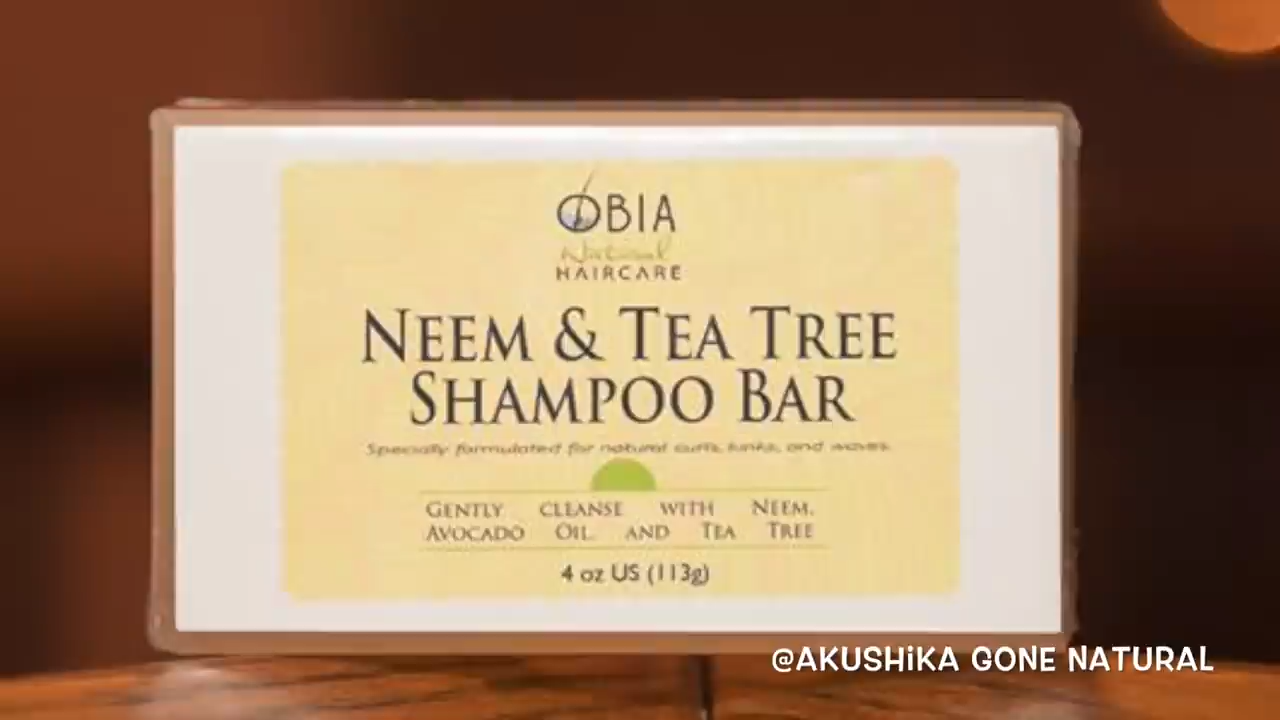 OBIA
Natural
HAIRCARE
NEEM & TEA TREE
SHAMPOO BAR
Specially formulated for natural curls, kinks, and waves.
GENTLY CLEANSE WITH NEEM,
AVOCADO OIL, AND TEA TREE
4 oz US (113g)
@AKUSHiKA GONE NATURAL